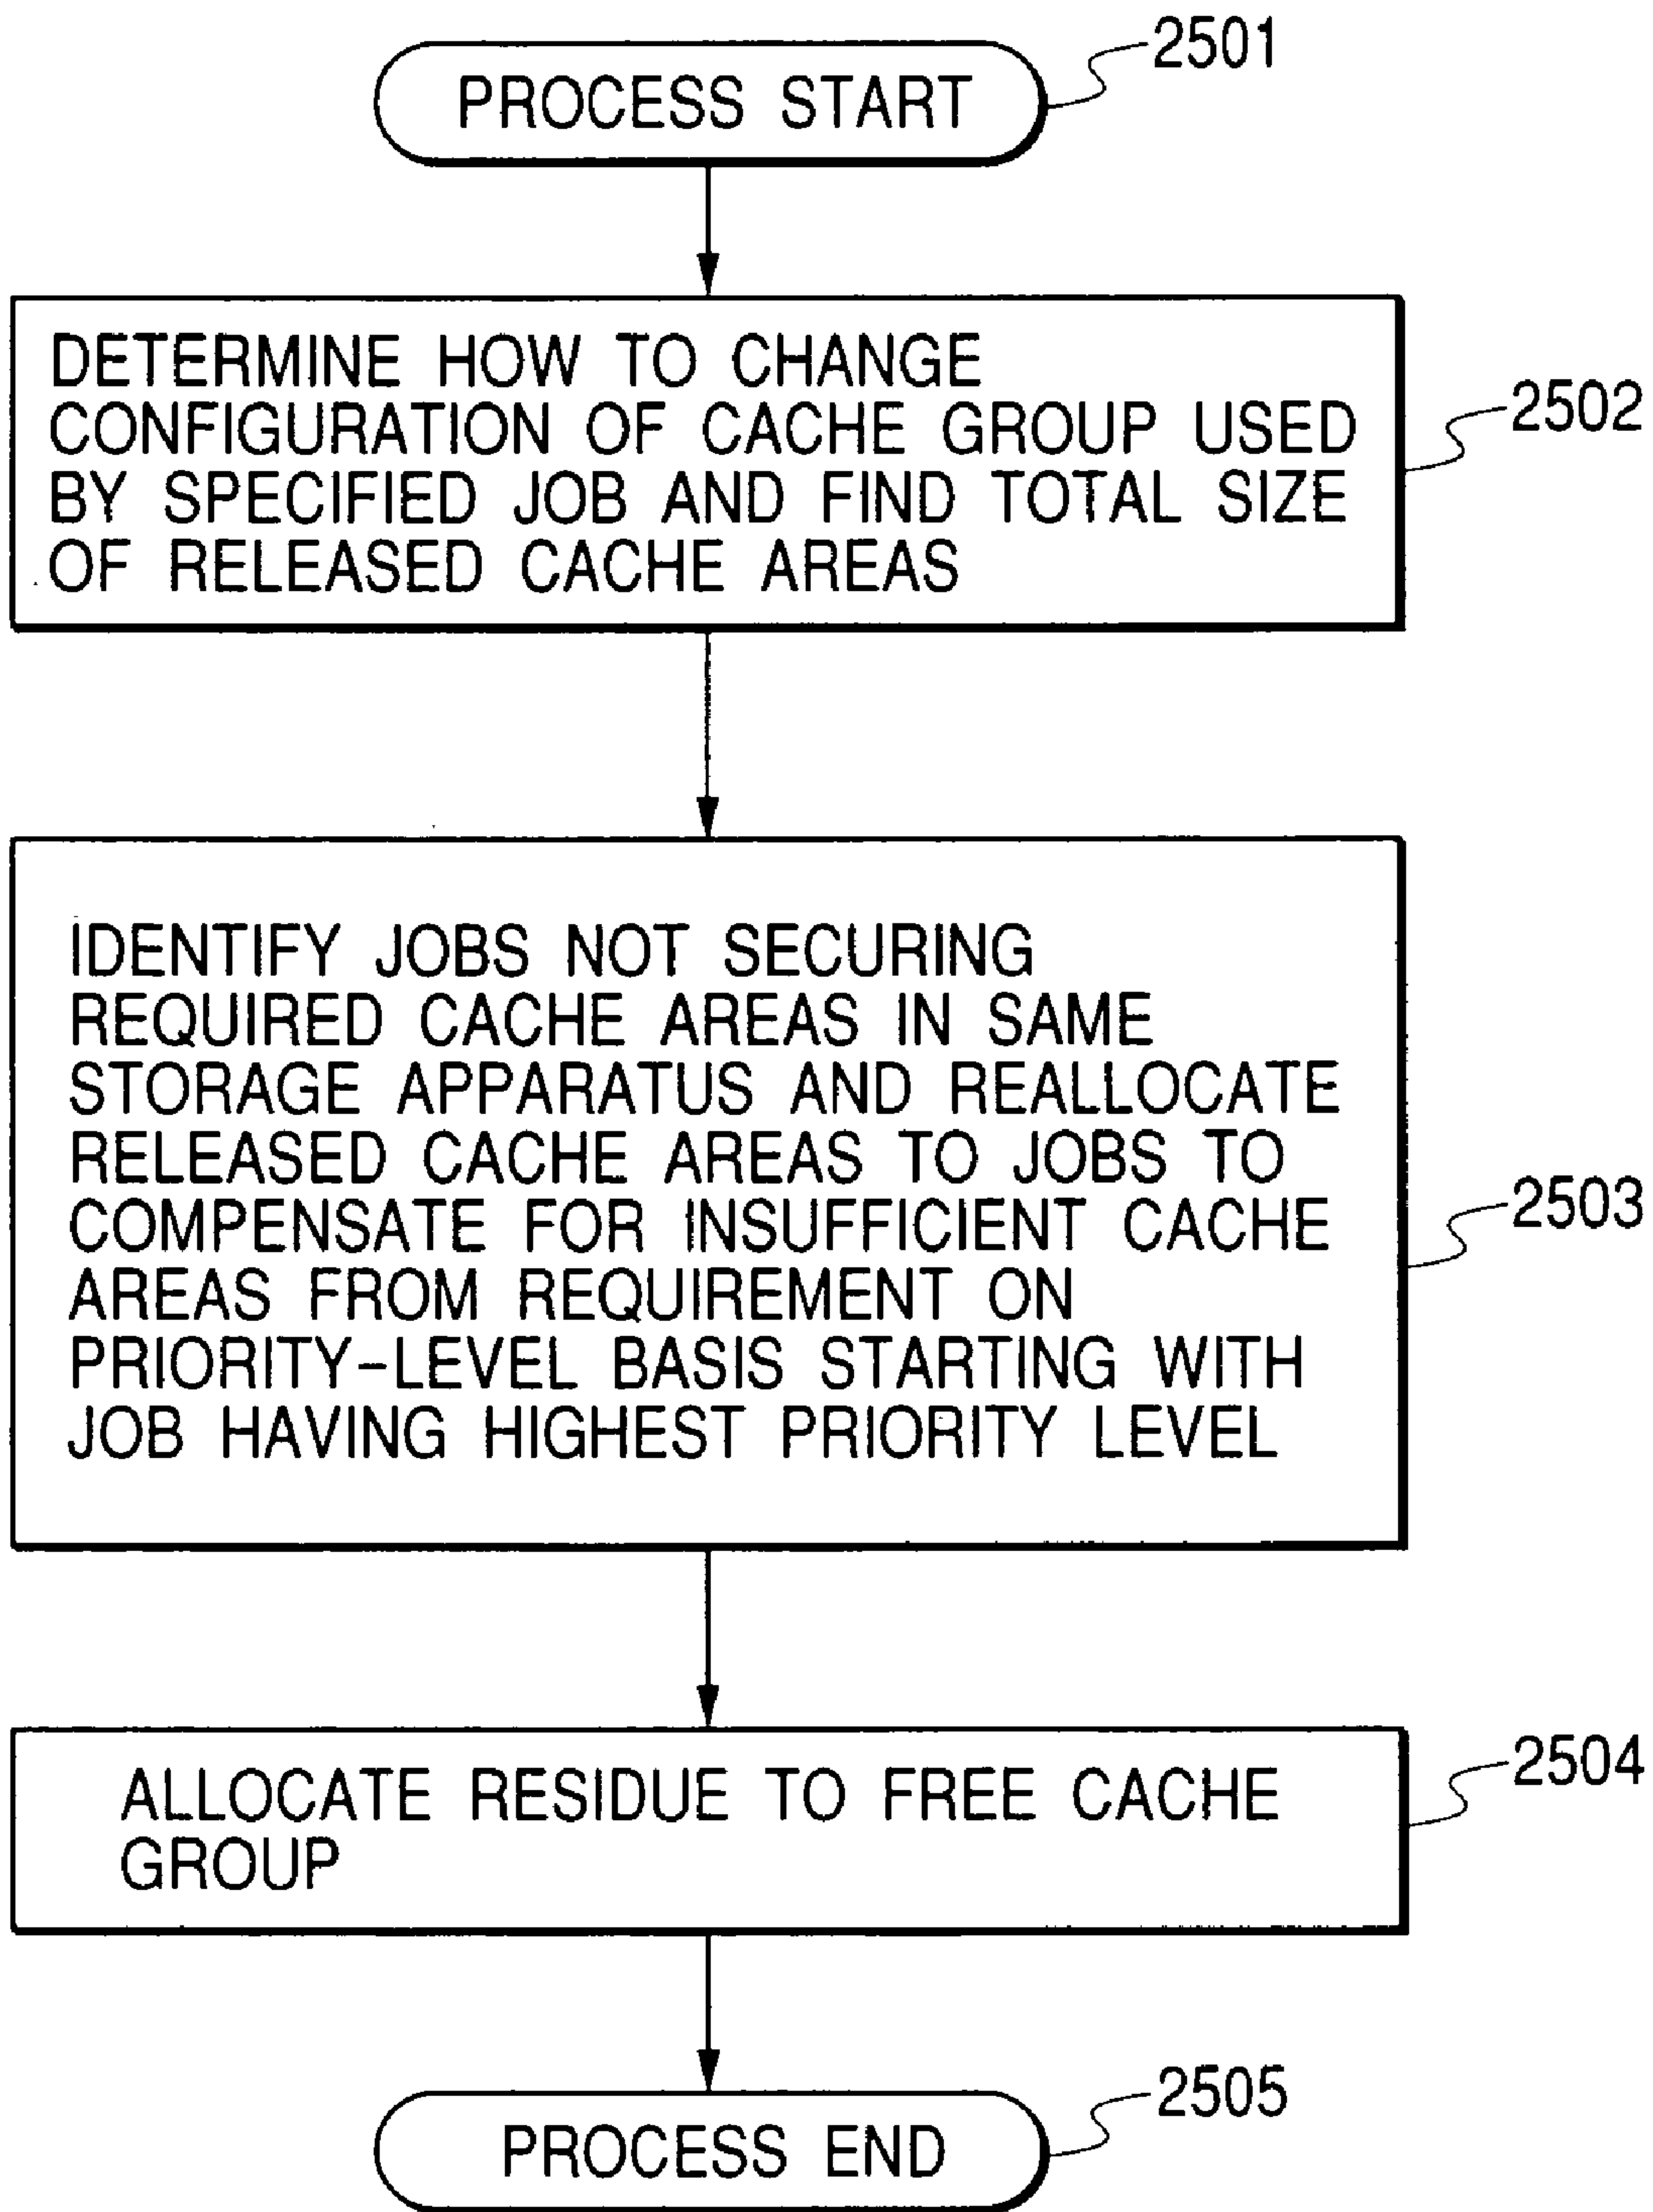 2501
PROCESS START
DETERMINE HOW TO CHANGE
CONFIGURATION OF CACHE GROUP USED
BY SPECIFIED JOB AND FIND TOTAL SIZE
OF RELEASED CACHE AREAS
2502
IDENTIFY JOBS NOT SECURING
REQUIRED CACHE AREAS IN SAME
STORAGE APPARATUS AND REALLOCATE
RELEASED CACHE AREAS TO JOBS TO
COMPENSATE FOR INSUFFICIENT CACHE
AREAS FROM REQUIREMENT ON
PRIORITY-LEVEL BASIS STARTING WITH
JOB HAVING HIGHEST PRIORITY LEVEL
2503
ALLOCATE RESIDUE TO FREE CACHE
GROUP
2504
2505
PROCESS END